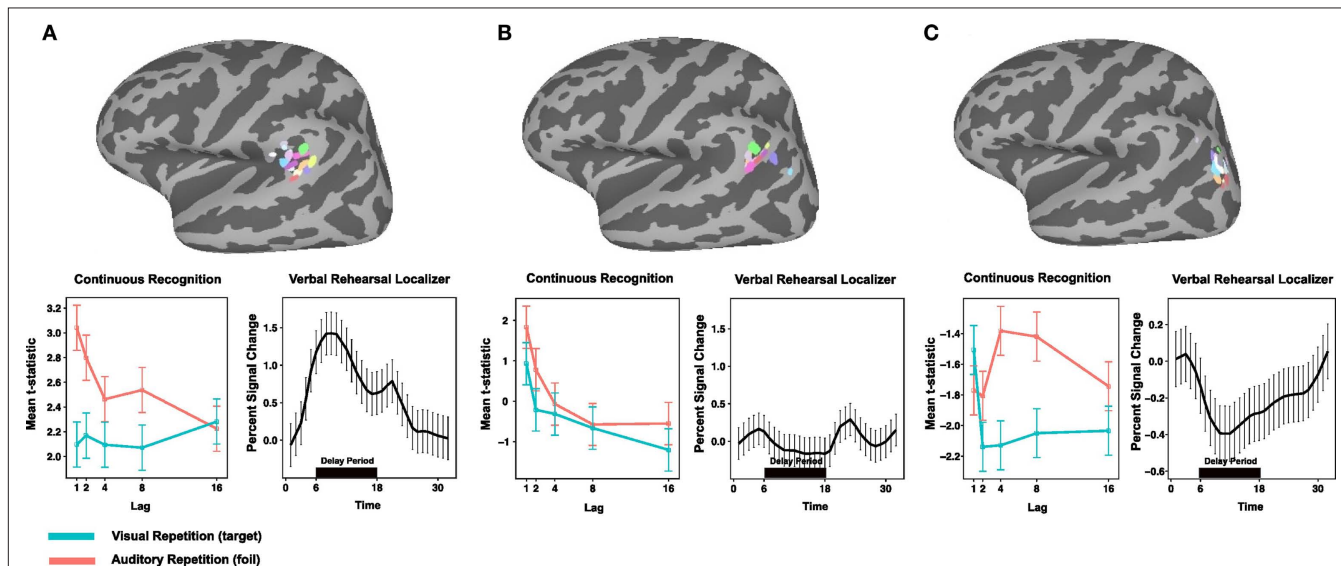 A
B
C
Continuous Recognition
Mean t-statistic
3.2
3.0
2.8
2.6
2.4
2.2
2.0
1 2 4 8 16
Lag
Verbal Rehearsal Localizer
Percent Signal Change
1.5
1.0
0.5
0.0
Delay Period
0 6 18 30
Time
Continuous Recognition
Mean t-statistic
2
1
0
−1
1 2 4 8 16
Lag
Verbal Rehearsal Localizer
Percent Signal Change
1.5
1.0
0.5
0.0
Delay Period
0 6 18 30
Time
Continuous Recognition
Mean t-statistic
−1.4
−1.6
−1.8
−2.0
−2.2
1 2 4 8 16
Lag
Verbal Rehearsal Localizer
Percent Signal Change
0.2
0.0
−0.2
−0.4
−0.6
Delay Period
0 6 18 30
Time
Visual Repetition (target)
Auditory Repetition (foil)